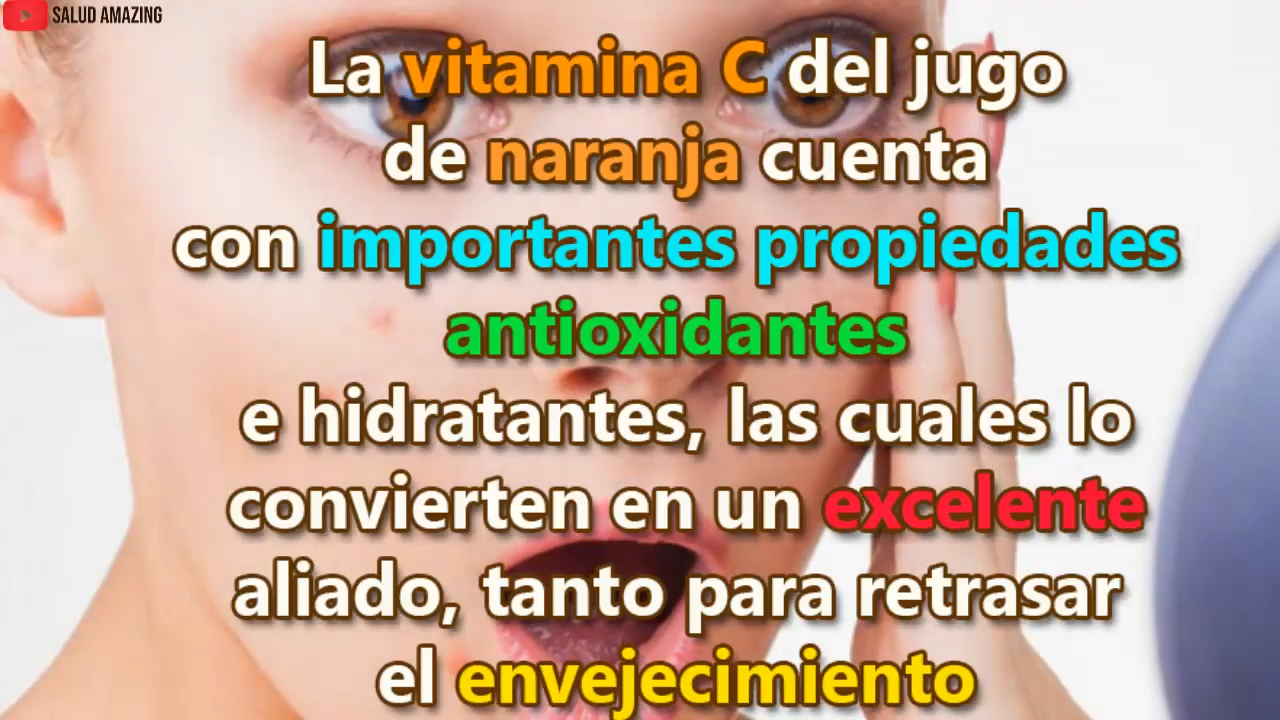 SALUD AMAZING
La vitamina C del jugo
de naranja cuenta
con importantes propiedades
antioxidantes
e hidratantes, las cuales lo
convierten en un excelente
aliado, tanto para retrasar
el envejecimiento